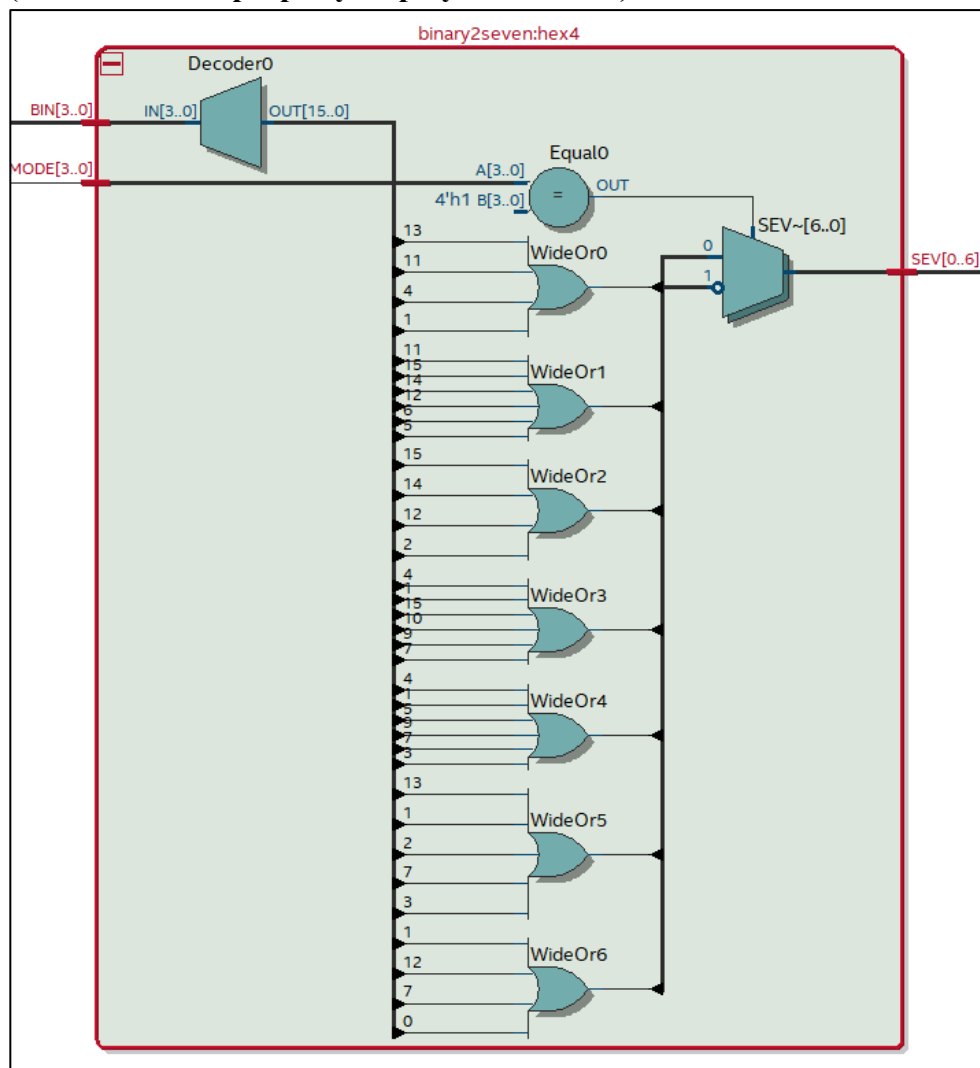 binary2seven:hex4
Decoder0
BIN[3..0]
IN[3..0]
OUT[15..0]
MODE[3..0]
Equal0
A[3..0]
4'h1 B[3..0]
=
OUT
SEV~[6..0]
0
1
SEV[0..6]
13
11
4
1
WideOr0
11
15
14
12
6
5
WideOr1
15
14
12
2
WideOr2
4
1
15
10
9
7
WideOr3
4
1
5
9
7
3
WideOr4
13
1
2
7
3
WideOr5
1
12
7
0
WideOr6